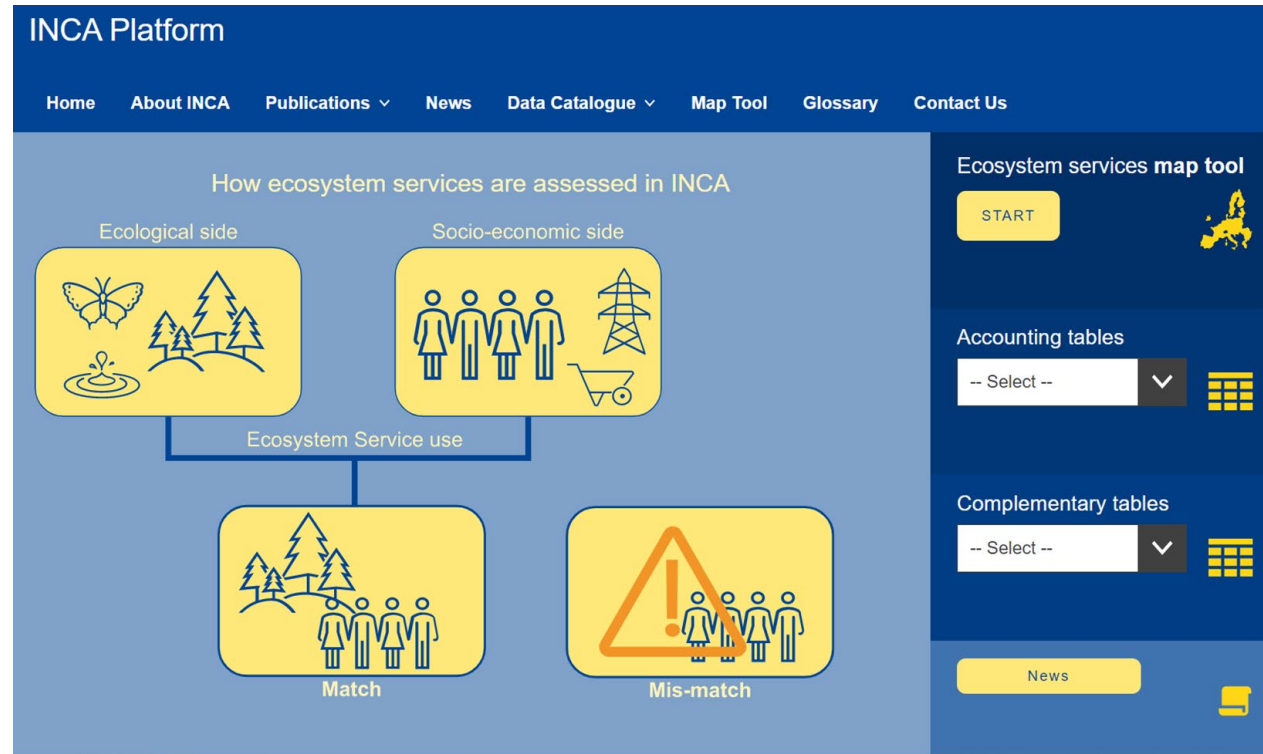 INCA Platform
Home About INCA Publications News Data Catalogue Map Tool Glossary Contact Us
How ecosystem services are assessed in INCA
Ecological side
Socio-economic side
Ecosystem Service use
Match
Mis-match
Ecosystem services map tool
START
Accounting tables
-- Select --
Complementary tables
-- Select --
News